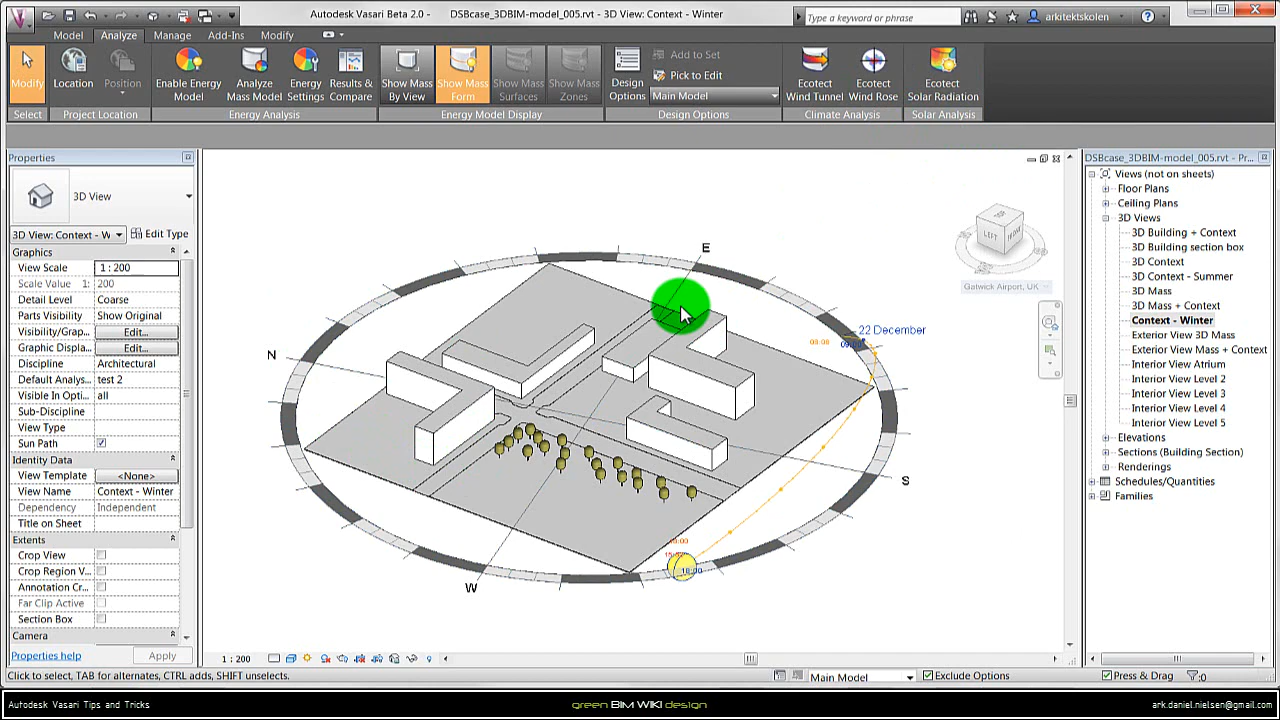 Autodesk Vasari Beta 2.0 - DSBcase_3DBIM-model_005.rvt - 3D View: Context - Winter
Type a keyword or phrase
arkitektskolen
Model Analyze Manage Add-Ins Modify
Modify
Location
Position
Enable Energy Model
Analyze Mass Model
Energy Settings
Results & Compare
Show Mass By View
Show Mass Form
Show Mass Surfaces
Show Mass Zones
Design Options
Add to Set
Pick to Edit
Main Model
Ecotect Wind Tunnel
Ecotect Wind Rose
Ecotect Solar Radiation
Select Project Location Energy Analysis Energy Model Display Design Options Climate Analysis Solar Analysis
Properties
3D View
3D View: Context - W
Edit Type
Graphics
View Scale 1 : 200
Scale Value 1: 200
Detail Level Coarse
Parts Visibility Show Original
Visibility/Grap... Edit...
Graphic Displa... Edit...
Discipline Architectural
Default Analys... test 2
Visible In Opti... all
Sub-Discipline
View Type
Sun Path
Identity Data
View Template <None>
View Name Context - Winter
Dependency Independent
Title on Sheet
Extents
Crop View
Crop Region V...
Annotation Cr...
Far Clip Active
Section Box
Camera
Properties help
Apply
E
N
S
W
22 December
TOP
LEFT
Gatwick Airport, UK
1 : 200
DSBcase_3DBIM-model_005.rvt - Pr...
Views (not on sheets)
Floor Plans
Ceiling Plans
3D Views
3D Building + Context
3D Building section box
3D Context
3D Context - Summer
3D Mass
3D Mass + Context
Context - Winter
Exterior View 3D Mass
Exterior View Mass + Context
Interior View Atrium
Interior View Level 2
Interior View Level 3
Interior View Level 4
Interior View Level 5
Elevations
Sections (Building Section)
Renderings
Schedules/Quantities
Families
Click to select, TAB for alternates, CTRL adds, SHIFT unselects.
Main Model
Exclude Options
Press & Drag
:0
Autodesk Vasari Tips and Tricks
green BIM WIKI design
ark.daniel.nielsen@gmail.com